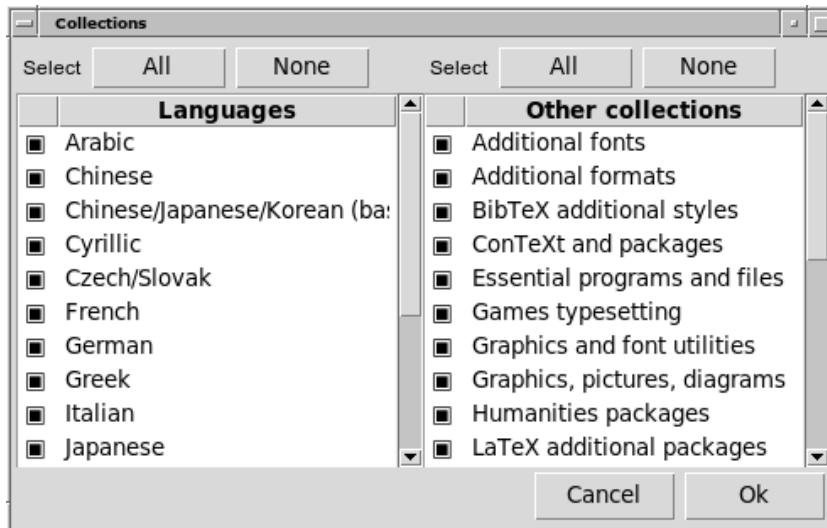 Collections
Select All None
Select All None
Languages
Arabic
Chinese
Chinese/Japanese/Korean (ba
Cyrillic
Czech/Slovak
French
German
Greek
Italian
Japanese
Other collections
Additional fonts
Additional formats
BibTeX additional styles
ConTeXt and packages
Essential programs and files
Games typesetting
Graphics and font utilities
Graphics, pictures, diagrams
Humanities packages
LaTeX additional packages
Cancel Ok